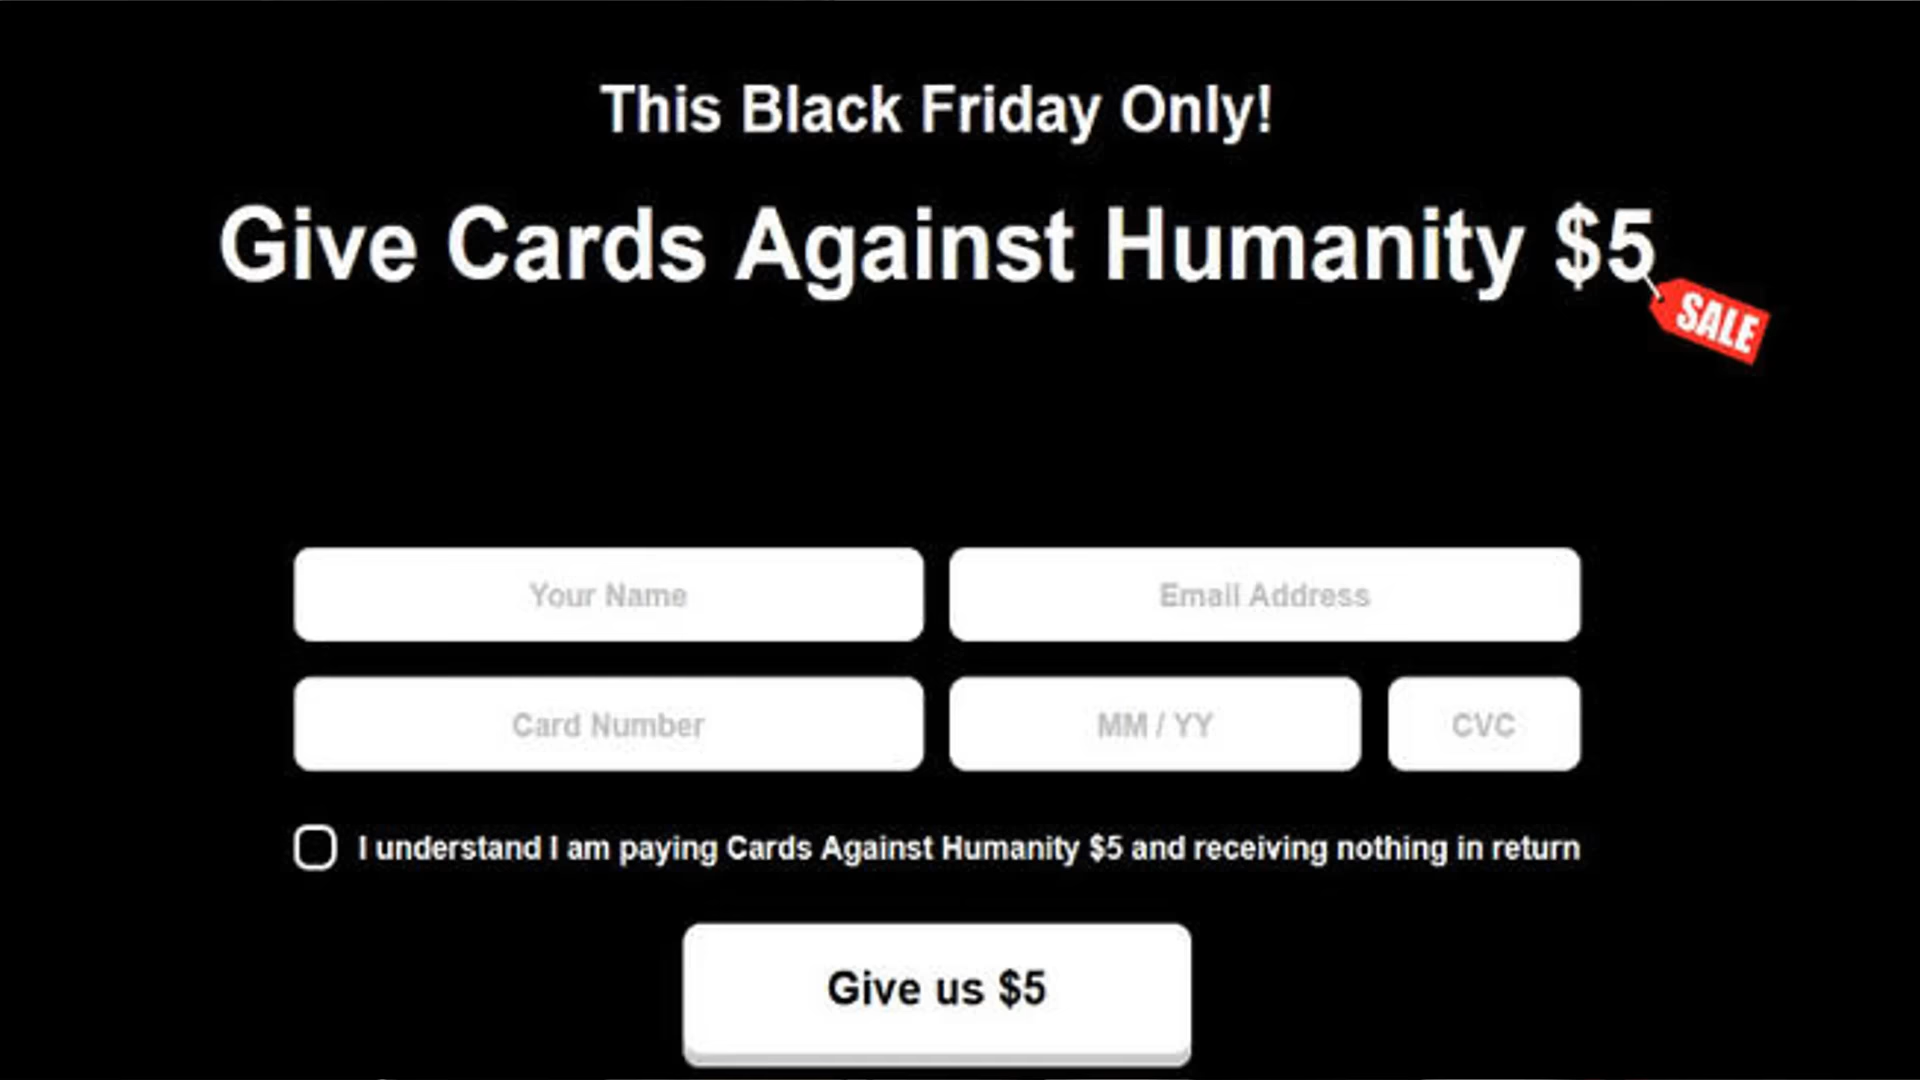 This Black Friday Only!
Give Cards Against Humanity $5
SALE
Your Name
Email Address
Card Number
MM / YY
CVC
I understand I am paying Cards Against Humanity $5 and receiving nothing in return
Give us $5